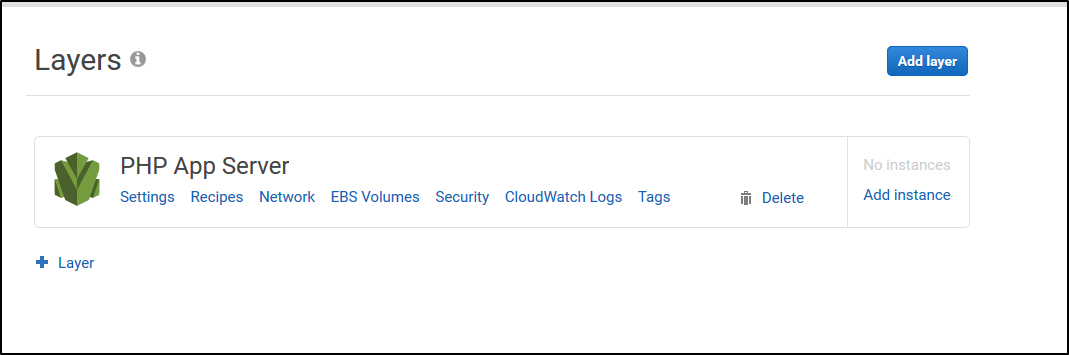 Layers
Add layer
PHP App Server
Settings Recipes Network EBS Volumes Security CloudWatch Logs Tags Delete
No instances
Add instance
Layer